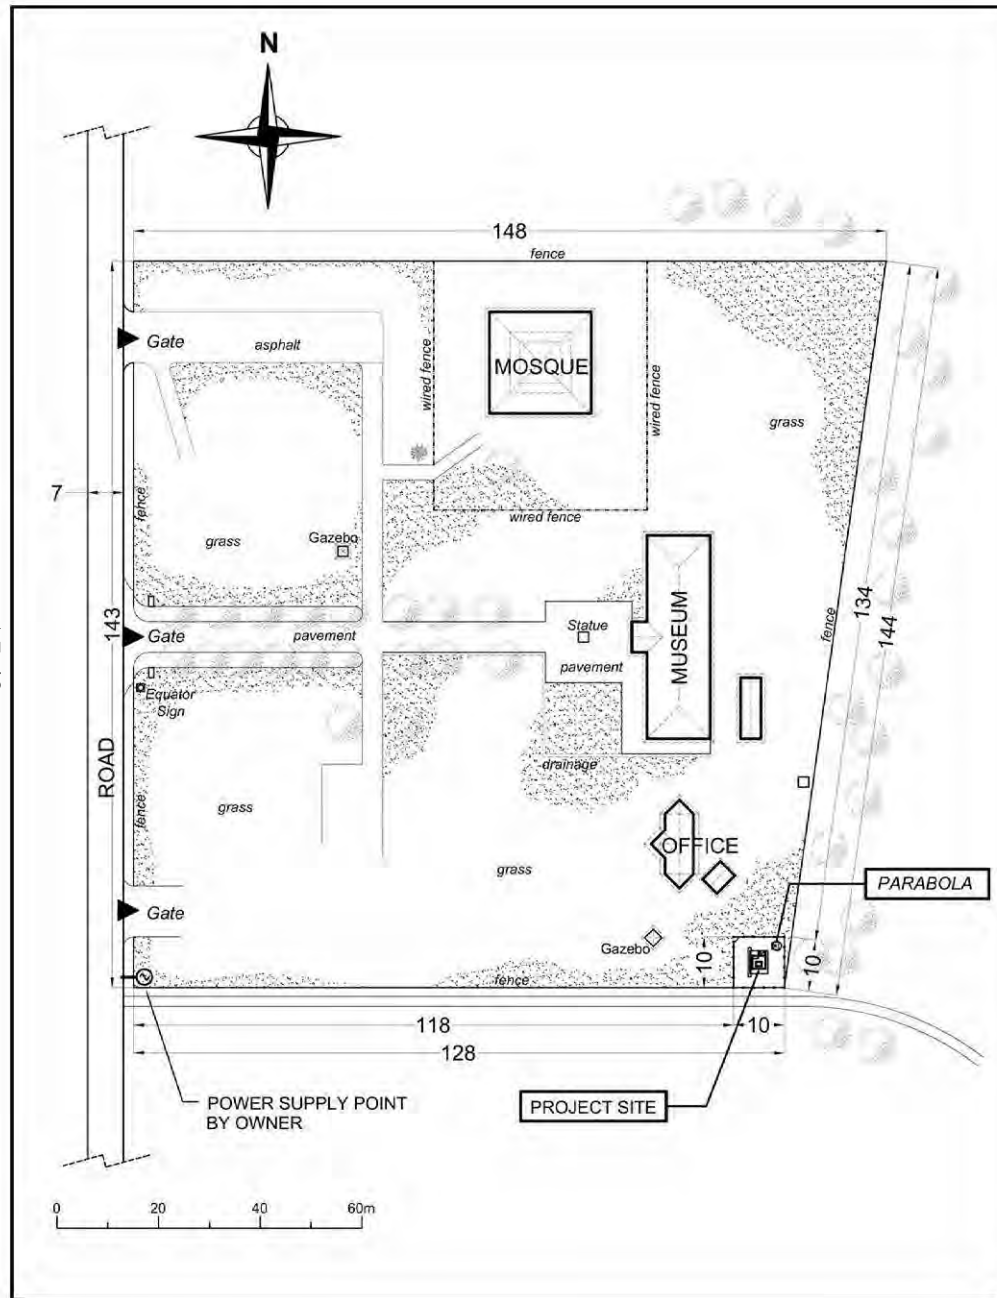 N
148
fence
Gate
asphalt
MOSQUE
wired fence
wired fence
grass
7
fence
wired fence
grass
Gazebo
134
144
fence
143
Gate
pavement
Statue
pavement
MUSEUM
Equator
Sign
ROAD
drainage
fence
grass
OFFICE
grass
PARABOLA
Gate
Gazebo
10
10
fence
118
10
128
POWER SUPPLY POINT
BY OWNER
PROJECT SITE
0 20 40 60m